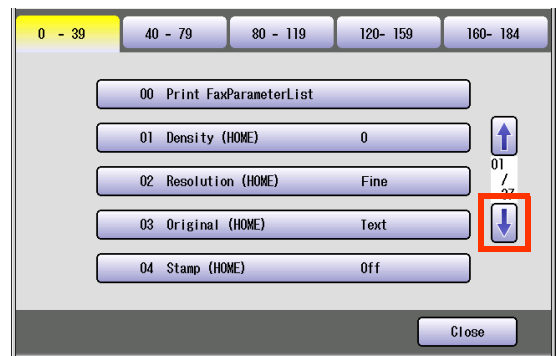 0 - 39 40 - 79 80 - 119 120- 159 160- 184
00 Print FaxParameterList
01 Density (HOME) 0
01
02 Resolution (HOME) Fine
/
03 Original (HOME) Text
04 Stamp (HOME) Off
Close